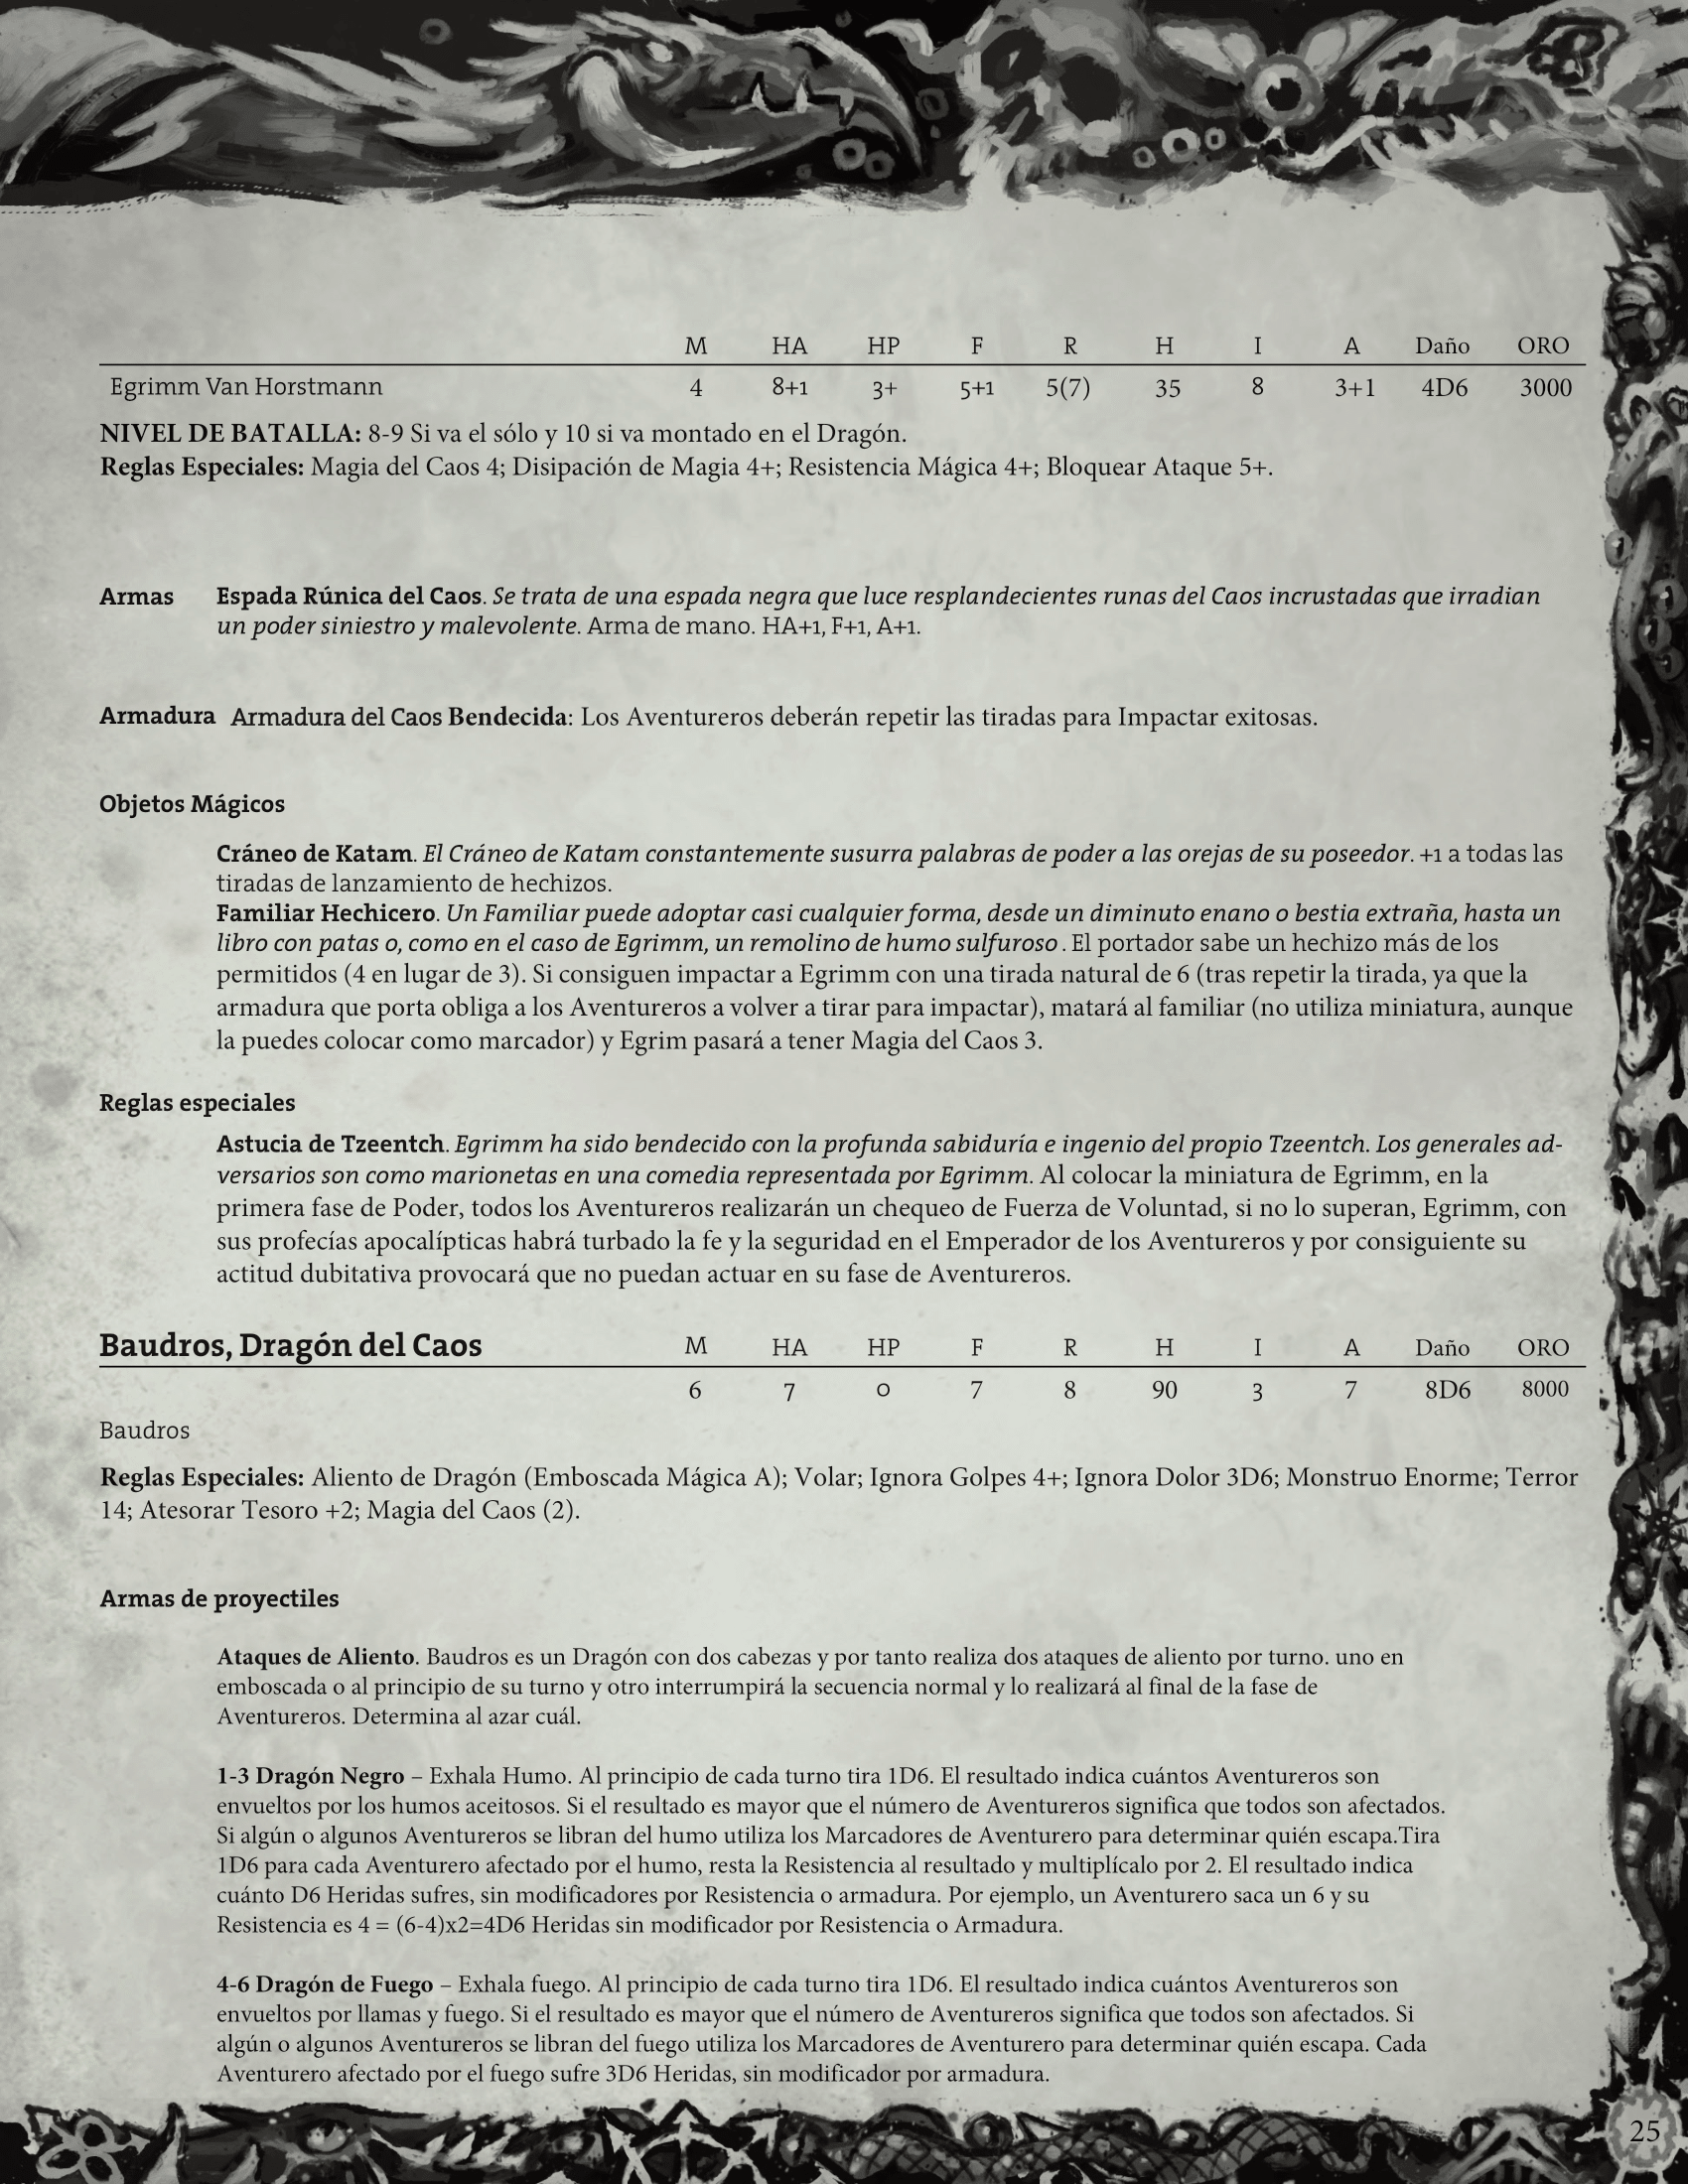 M HA HP F R H I A Daño ORO
Egrimm Van Horstmann 4 8+1 3+ 5+1 5(7) 35 8 3+1 4D6 3000
NIVEL DE BATALLA: 8-9 Si va el sólo y 10 si va montado en el Dragón.
Reglas Especiales: Magia del Caos 4; Disipación de Magia 4+; Resistencia Mágica 4+; Bloquear Ataque 5+.
Armas Espada Rúnica del Caos. Se trata de una espada negra que luce resplandecientes runas del Caos incrustadas que irradian
un poder siniestro y malevolente. Arma de mano. HA+1, F+1, A+1.
Armadura Armadura del Caos Bendecida: Los Aventureros deberán repetir las tiradas para Impactar exitosas.
Objetos Mágicos
Cráneo de Katam. El Cráneo de Katam constantemente susurra palabras de poder a las orejas de su poseedor. +1 a todas las
tiradas de lanzamiento de hechizos.
Familiar Hechicero. Un Familiar puede adoptar casi cualquier forma, desde un diminuto enano o bestia extraña, hasta un
libro con patas o, como en el caso de Egrimm, un remolino de humo sulfuroso . El portador sabe un hechizo más de los
permitidos (4 en lugar de 3). Si consiguen impactar a Egrimm con una tirada natural de 6 (tras repetir la tirada, ya que la
armadura que porta obliga a los Aventureros a volver a tirar para impactar), matará al familiar (no utiliza miniatura, aunque
la puedes colocar como marcador) y Egrim pasará a tener Magia del Caos 3.
Reglas especiales
Astucia de Tzeentch. Egrimm ha sido bendecido con la profunda sabiduría e ingenio del propio Tzeentch. Los generales ad-
versarios son como marionetas en una comedia representada por Egrimm. Al colocar la miniatura de Egrimm, en la
primera fase de Poder, todos los Aventureros realizarán un chequeo de Fuerza de Voluntad, si no lo superan, Egrimm, con
sus profecías apocalípticas habrá turbado la fe y la seguridad en el Emperador de los Aventureros y por consiguiente su
actitud dubitativa provocará que no puedan actuar en su fase de Aventureros.
Baudros, Dragón del Caos M HA HP F R H I A Daño ORO
6 7 0 7 8 90 3 7 8D6 8000
Baudros
Reglas Especiales: Aliento de Dragón (Emboscada Mágica A); Volar; Ignora Golpes 4+; Ignora Dolor 3D6; Monstruo Enorme; Terror
14; Atesorar Tesoro +2; Magia del Caos (2).
Armas de proyectiles
Ataques de Aliento. Baudros es un Dragón con dos cabezas y por tanto realiza dos ataques de aliento por turno. uno en
emboscada o al principio de su turno y otro interrumpirá la secuencia normal y lo realizará al final de la fase de
Aventureros. Determina al azar cuál.
1-3 Dragón Negro – Exhala Humo. Al principio de cada turno tira 1D6. El resultado indica cuántos Aventureros son
envueltos por los humos aceitosos. Si el resultado es mayor que el número de Aventureros significa que todos son afectados.
Si algún o algunos Aventureros se libran del humo utiliza los Marcadores de Aventurero para determinar quién escapa.Tira
1D6 para cada Aventurero afectado por el humo, resta la Resistencia al resultado y multiplícalo por 2. El resultado indica
cuánto D6 Heridas sufres, sin modificadores por Resistencia o armadura. Por ejemplo, un Aventurero saca un 6 y su
Resistencia es 4 = (6-4)x2=4D6 Heridas sin modificador por Resistencia o Armadura.
4-6 Dragón de Fuego – Exhala fuego. Al principio de cada turno tira 1D6. El resultado indica cuántos Aventureros son
envueltos por llamas y fuego. Si el resultado es mayor que el número de Aventureros significa que todos son afectados. Si
algún o algunos Aventureros se libran del fuego utiliza los Marcadores de Aventurero para determinar quién escapa. Cada
Aventurero afectado por el fuego sufre 3D6 Heridas, sin modificador por armadura.
25